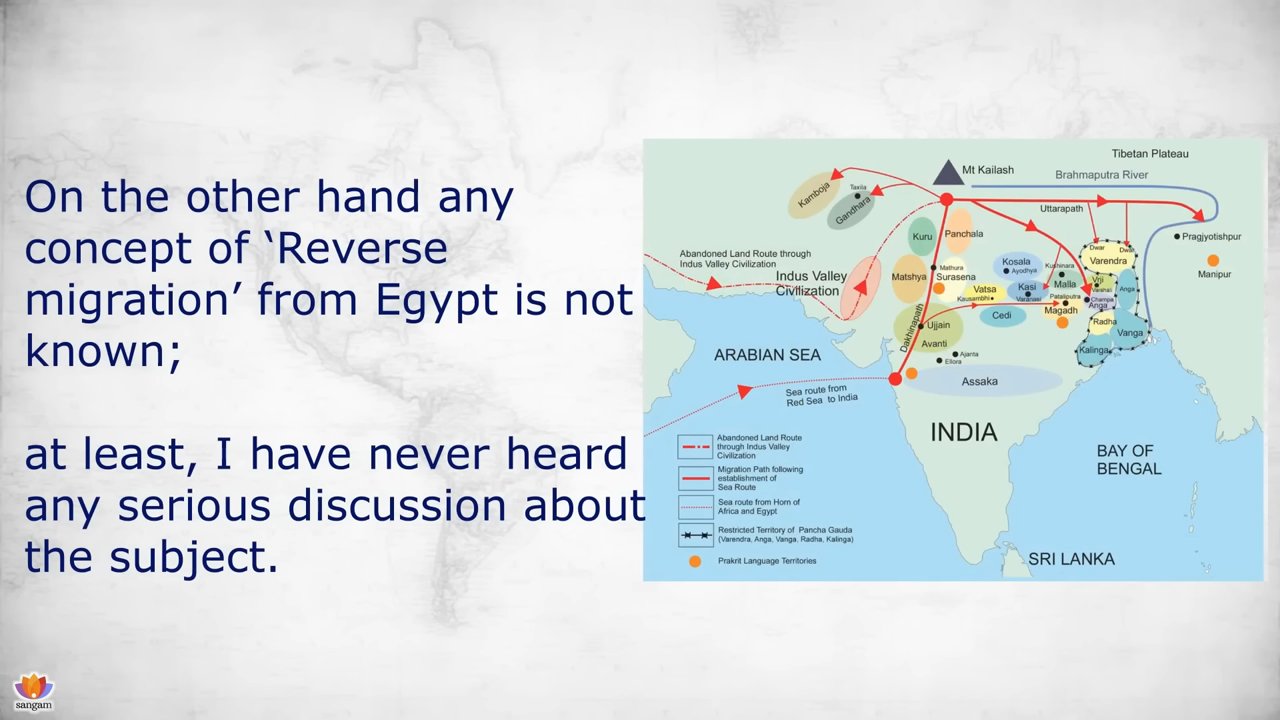 On the other hand any
concept of ‘Reverse
migration’ from Egypt is not
known;
at least, I have never heard
any serious discussion about
the subject.
Tibetan Plateau
Mt Kailash
Brahmaputra River
Kamboja
Taxila
Gandhara
Uttarapath
Kuru
Panchala
Pragjyotishpur
Manipur
Dwar
Dwar
Varendra
Abandoned Land Route through
Indus Valley Civilization
Indus Valley
Civilization
Matshya
Mathura
Surasena
Kosala
Ayodhya
Kushinara
Malla
Vrji
Vaishali
Anga
Vatsa
Kausambhi
Kasi
Varanasi
Pataliputra
Magadh
Champa
Anga
Cedi
Radha
Vanga
Kalinga
Dakhinapath
Ujjain
Avanti
Ajanta
Ellora
Assaka
ARABIAN SEA
Sea route from
Red Sea to India
INDIA
BAY OF
BENGAL
SRI LANKA
Abandoned Land Route
through Indus Valley
Civilization
Migration Path following
establishment of
Sea Route
Sea route from Horn of
Africa and Egypt
Restricted Territory of Pancha Gauda
(Varendra, Anga, Vanga, Radha, Kalinga)
Prakrit Language Territories
sangam